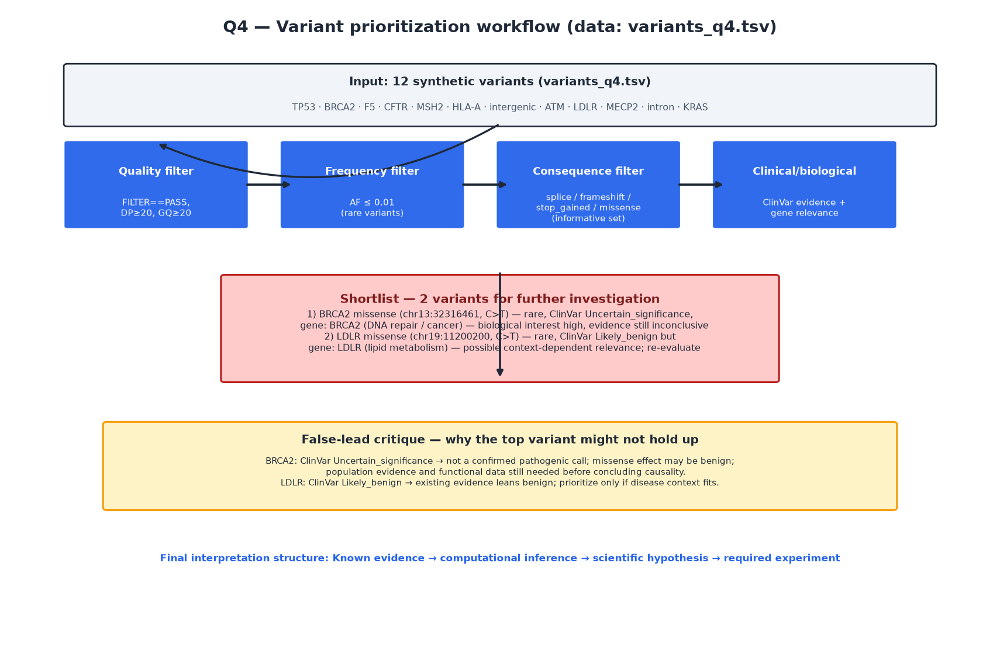 Q4 — Variant prioritization workflow (data: variants_q4.tsv)
Input: 12 synthetic variants (variants_q4.tsv)
TP53 · BRCA2 · F5 · CFTR · MSH2 · HLA-A · intergenic · ATM · LDLR · MECP2 · intron · KRAS
Quality filter
FILTER==PASS,
DP≥20, GQ≥20
Frequency filter
AF ≤ 0.01
(rare variants)
Consequence filter
splice / frameshift /
stop_gained / missense
(informative set)
Clinical/biological
ClinVar evidence +
gene relevance
Shortlist — 2 variants for further investigation
1) BRCA2 missense (chr13:32316461, C>T) — rare, ClinVar Uncertain_significance,
gene: BRCA2 (DNA repair / cancer) — biological interest high, evidence still inconclusive
2) LDLR missense (chr19:11200200, C>T) — rare, ClinVar Likely_benign but
gene: LDLR (lipid metabolism) — possible context-dependent relevance; re-evaluate
False-lead critique — why the top variant might not hold up
BRCA2: ClinVar Uncertain_significance → not a confirmed pathogenic call; missense effect may be benign;
population evidence and functional data still needed before concluding causality.
LDLR: ClinVar Likely_benign → existing evidence leans benign; prioritize only if disease context fits.
Final interpretation structure: Known evidence → computational inference → scientific hypothesis → required experiment